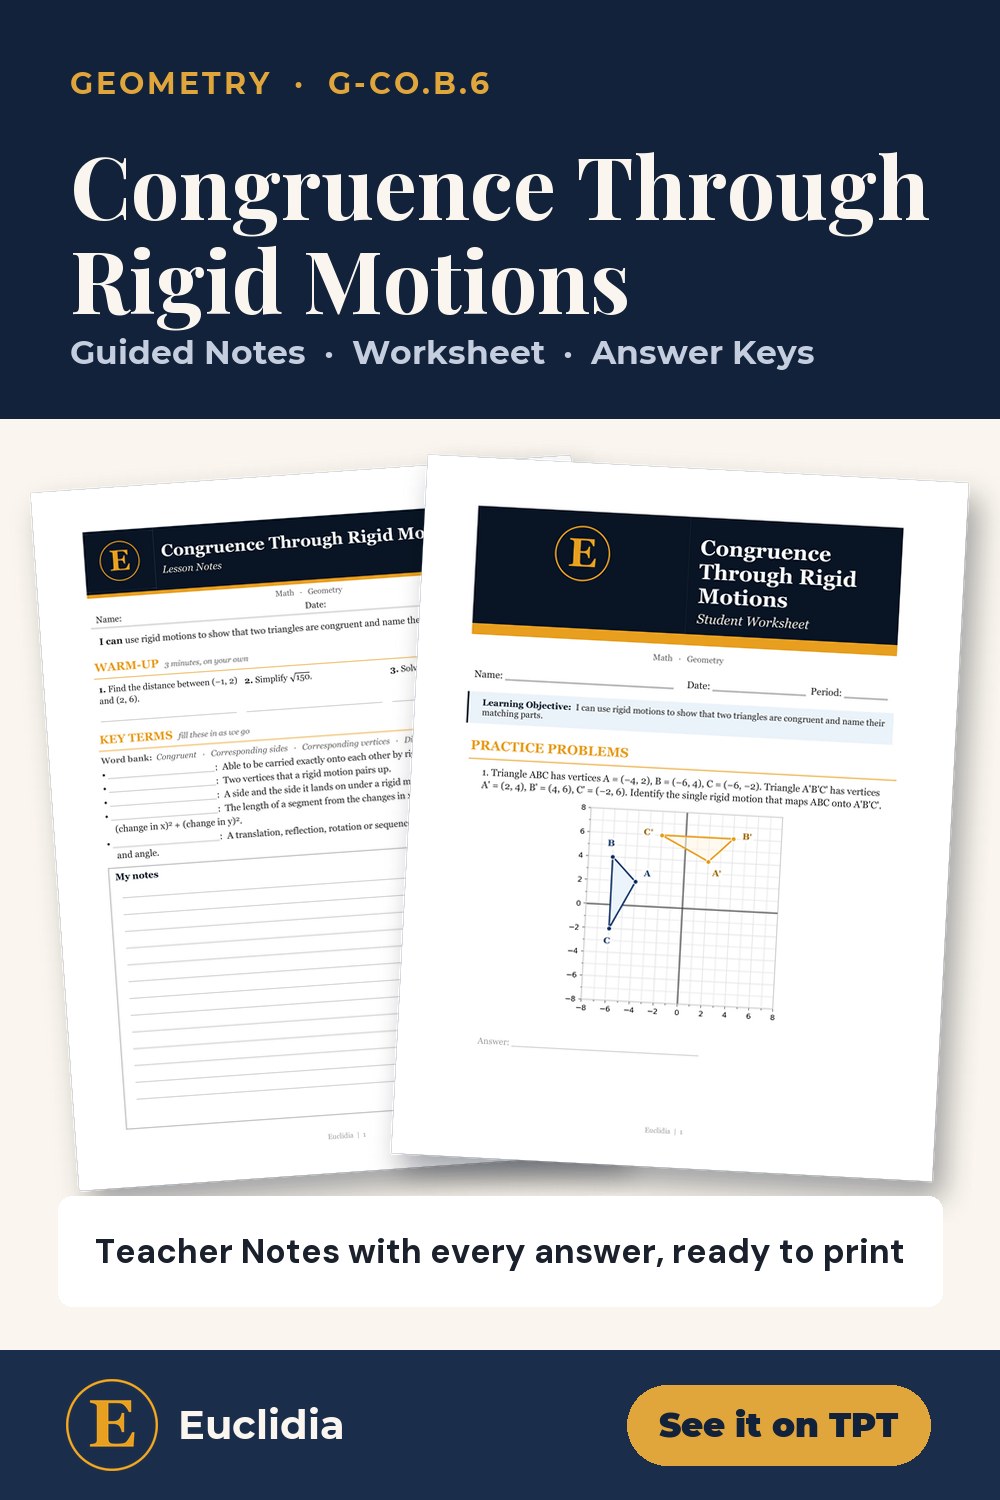 GEOMETRY · G-CO.B.6
Congruence Through
Rigid Motions
Guided Notes · Worksheet · Answer Keys
E
Congruence Through Rigid Mo
Lesson Notes
Math · Geometry
Name:
Date:
I can use rigid motions to show that two triangles are congruent and name the
WARM-UP 3 minutes, on your own
1. Find the distance between (−1, 2)
and (2, 6).
2. Simplify √150.
3. Solv
KEY TERMS fill these in as we go
Word bank: Congruent · Corresponding sides · Corresponding vertices · Di
• : Able to be carried exactly onto each other by ri
• : Two vertices that a rigid motion pairs up.
• : A side and the side it lands on under a rigid m
• : The length of a segment from the changes in x
(change in x)² + (change in y)².
• : A translation, reflection, rotation or sequence
and angle.
My notes
Euclidia | 1
E
Congruence
Through Rigid
Motions
Student Worksheet
Math · Geometry
Name: Date: Period:
Learning Objective: I can use rigid motions to show that two triangles are congruent and name their
matching parts.
PRACTICE PROBLEMS
1. Triangle ABC has vertices A = (−4, 2), B = (−6, 4), C = (−6, −2). Triangle A′B′C′ has vertices
A′ = (2, 4), B′ = (4, 6), C′ = (−2, 6). Identify the single rigid motion that maps ABC onto A′B′C′.
8
6
4
2
0
−2
−4
−6
−8
−8 −6 −4 −2 0 2 4 6 8
C′
B′
A′
B
A
C
Answer:
Euclidia | 1
Teacher Notes with every answer, ready to print
E
Euclidia
See it on TPT